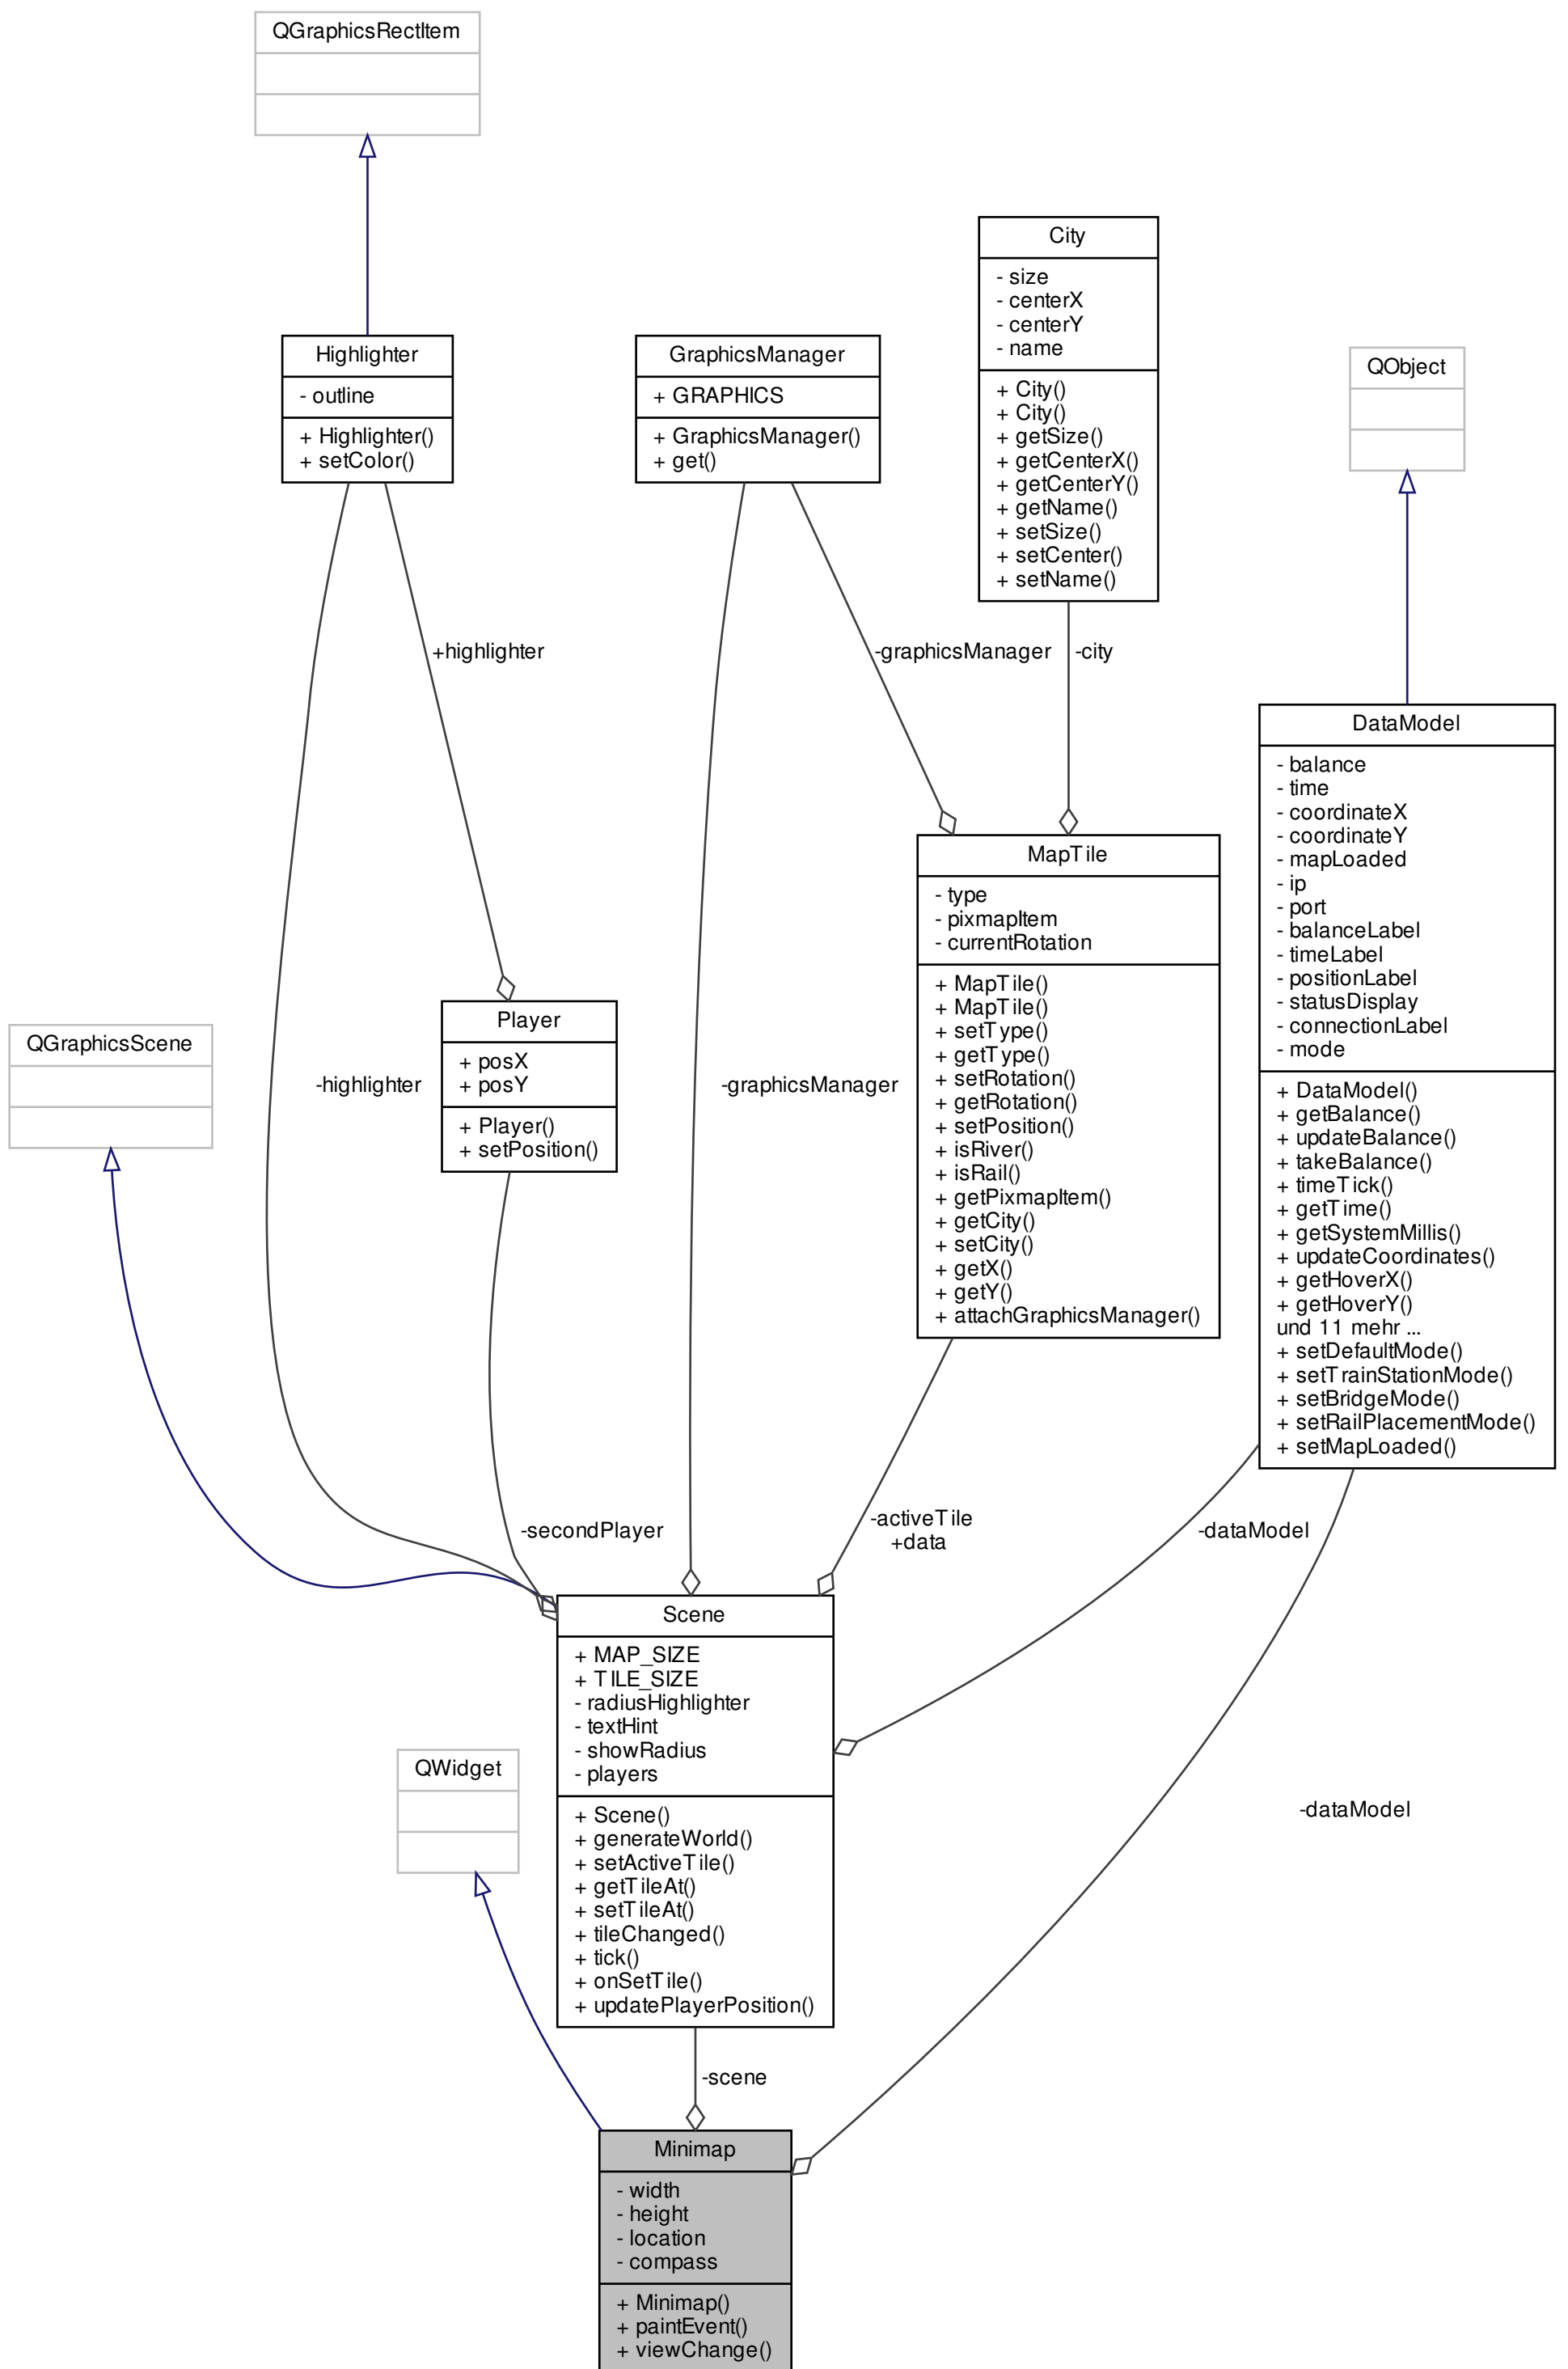 QGraphicsRectItem
City
- size
- centerX
- centerY
- name
+ City()
+ City()
+ getSize()
+ getCenterX()
+ getCenterY()
+ getName()
+ setSize()
+ setCenter()
+ setName()
Highlighter
- outline
+ Highlighter()
+ setColor()
GraphicsManager
+ GRAPHICS
+ GraphicsManager()
+ get()
QObject
+highlighter
-graphicsManager
-city
DataModel
- balance
- time
- coordinateX
- coordinateY
- mapLoaded
- ip
- port
- balanceLabel
- timeLabel
- positionLabel
- statusDisplay
- connectionLabel
- mode
+ DataModel()
+ getBalance()
+ updateBalance()
+ takeBalance()
+ timeTick()
+ getTime()
+ getSystemMillis()
+ updateCoordinates()
+ getHoverX()
+ getHoverY()
und 11 mehr ...
+ setDefaultMode()
+ setTrainStationMode()
+ setBridgeMode()
+ setRailPlacementMode()
+ setMapLoaded()
MapTile
- type
- pixmapItem
- currentRotation
+ MapTile()
+ MapTile()
+ setType()
+ getType()
+ setRotation()
+ getRotation()
+ setPosition()
+ isRiver()
+ isRail()
+ getPixmapItem()
+ getCity()
+ setCity()
+ getX()
+ getY()
+ attachGraphicsManager()
Player
+ posX
+ posY
+ Player()
+ setPosition()
QGraphicsScene
-highlighter
-graphicsManager
-secondPlayer
-activeTile
+data
-dataModel
Scene
+ MAP_SIZE
+ TILE_SIZE
- radiusHighlighter
- textHint
- showRadius
- players
+ Scene()
+ generateWorld()
+ setActiveTile()
+ getTileAt()
+ setTileAt()
+ tileChanged()
+ tick()
+ onSetTile()
+ updatePlayerPosition()
QWidget
-dataModel
-scene
Minimap
- width
- height
- location
- compass
+ Minimap()
+ paintEvent()
+ viewChange()